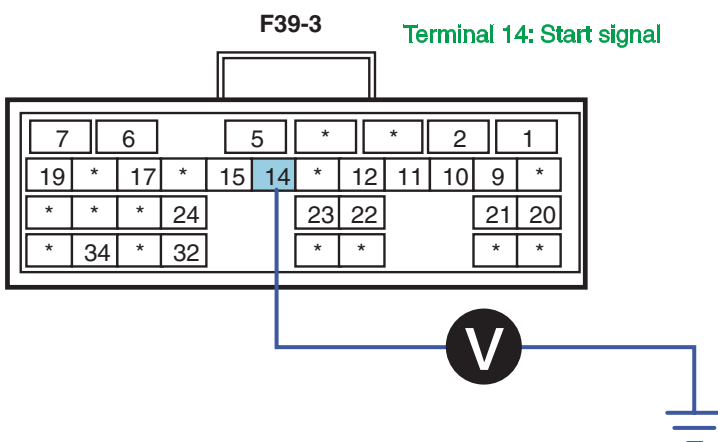 F39-3
Terminal 14: Start signal
7 6 5 * * 2 1
19 * 17 * 15 14 * 12 11 10 9 *
* * * 24 23 22 21 20
* 34 * 32 * * * *
V